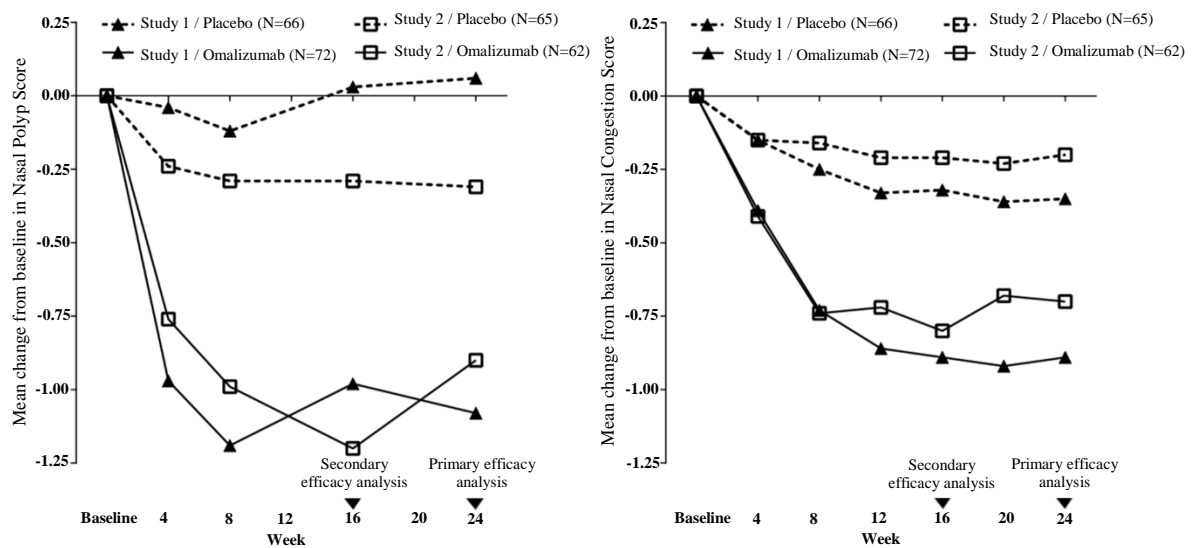 Study 1 / Placebo (N=66)
Study 2 / Placebo (N=65)
Study 1 / Omalizumab (N=72)
Study 2 / Omalizumab (N=62)
Mean change from baseline in Nasal Polyp Score
0.25
0.00
-0.25
-0.50
-0.75
-1.00
-1.25
Secondary
efficacy analysis
Primary efficacy
analysis
Baseline 4 8 12 16 20 24
Week
Study 1 / Placebo (N=66)
Study 2 / Placebo (N=65)
Study 1 / Omalizumab (N=72)
Study 2 / Omalizumab (N=62)
Mean change from baseline in Nasal Congestion Score
0.25
0.00
-0.25
-0.50
-0.75
-1.00
-1.25
Secondary
efficacy analysis
Primary efficacy
analysis
Baseline 4 8 12 16 20 24
Week